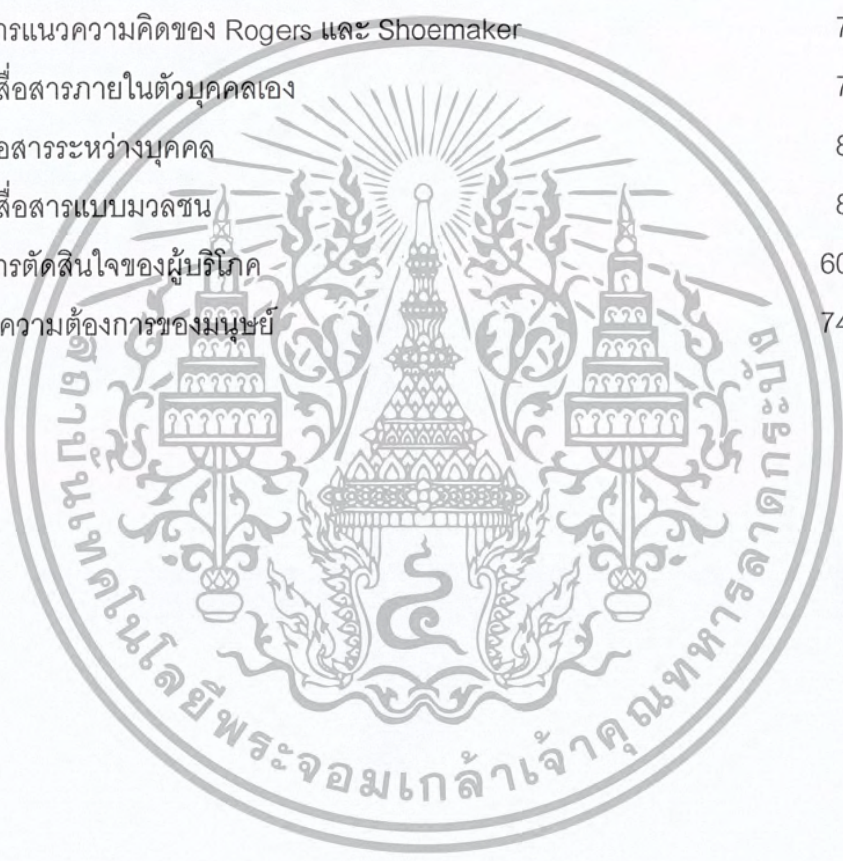 ารแนวความคิดของ Rogers และ Shoemaker 7
สื่อสารภายในตัวบุคคลเอง 7
อสารระหว่างบุคคล 8
สื่อสารแบบมวลชน 8
ารตัดสินใจของผู้บริโภค 60
ความต้องการของมนุษย์ 74
สถาบันเทคโนโลยีพระจอมเกล้าเจ้าคุณทหารลาดกระบัง